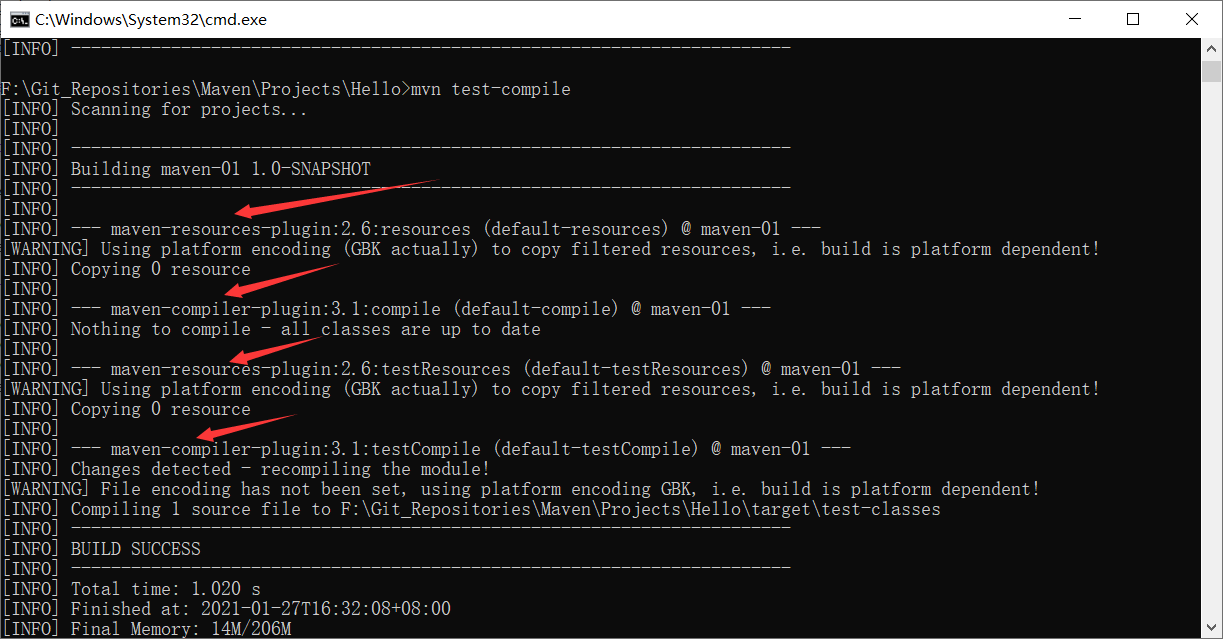 C:\Windows\System32\cmd.exe
[INFO] ------------------------------------------------------------------------
F:\Git_Repositories\Maven\Projects\Hello>mvn test-compile
[INFO] Scanning for projects...
[INFO]
[INFO] ------------------------------------------------------------------------
[INFO] Building maven-01 1.0-SNAPSHOT
[INFO] ------------------------------------------------------------------------
[INFO]
[INFO] --- maven-resources-plugin:2.6:resources (default-resources) @ maven-01 ---
[WARNING] Using platform encoding (GBK actually) to copy filtered resources, i.e. build is platform dependent!
[INFO] Copying 0 resource
[INFO]
[INFO] --- maven-compiler-plugin:3.1:compile (default-compile) @ maven-01 ---
[INFO] Nothing to compile - all classes are up to date
[INFO]
[INFO] --- maven-resources-plugin:2.6:testResources (default-testResources) @ maven-01 ---
[WARNING] Using platform encoding (GBK actually) to copy filtered resources, i.e. build is platform dependent!
[INFO] Copying 0 resource
[INFO]
[INFO] --- maven-compiler-plugin:3.1:testCompile (default-testCompile) @ maven-01 ---
[INFO] Changes detected - recompiling the module!
[WARNING] File encoding has not been set, using platform encoding GBK, i.e. build is platform dependent!
[INFO] Compiling 1 source file to F:\Git_Repositories\Maven\Projects\Hello\target\test-classes
[INFO] ------------------------------------------------------------------------
[INFO] BUILD SUCCESS
[INFO] ------------------------------------------------------------------------
[INFO] Total time: 1.020 s
[INFO] Finished at: 2021-01-27T16:32:08+08:00
[INFO] Final Memory: 14M/206M